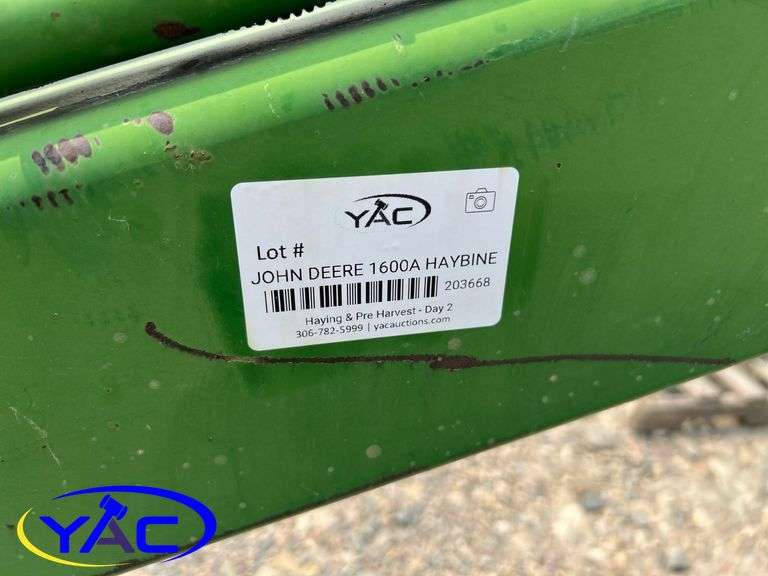 YAC
Lot #
JOHN DEERE 1600A HAYBINE
203668
Haying & Pre Harvest - Day 2
306-782-5999 | yacauctions.com
YAC